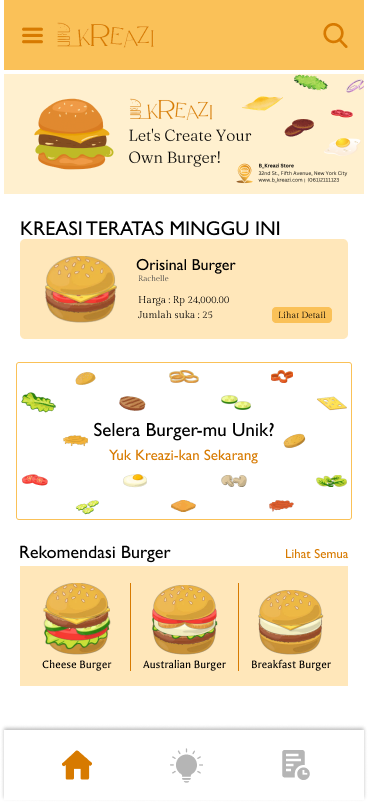 B_KREAZI
B_KREAZI
Let's Create Your
Own Burger!
B_Kreazi Store
32nd St., Fifth Avenue, New York City
www.b_kreazi.com | (061)2111123
KREASI TERATAS MINGGU INI
Orisinal Burger
Rachelle
Harga : Rp 24,000.00
Jumlah suka : 25
Lihat Detail
Selera Burger-mu Unik?
Yuk Kreazi-kan Sekarang
Rekomendasi Burger
Lihat Semua
Cheese Burger
Australian Burger
Breakfast Burger